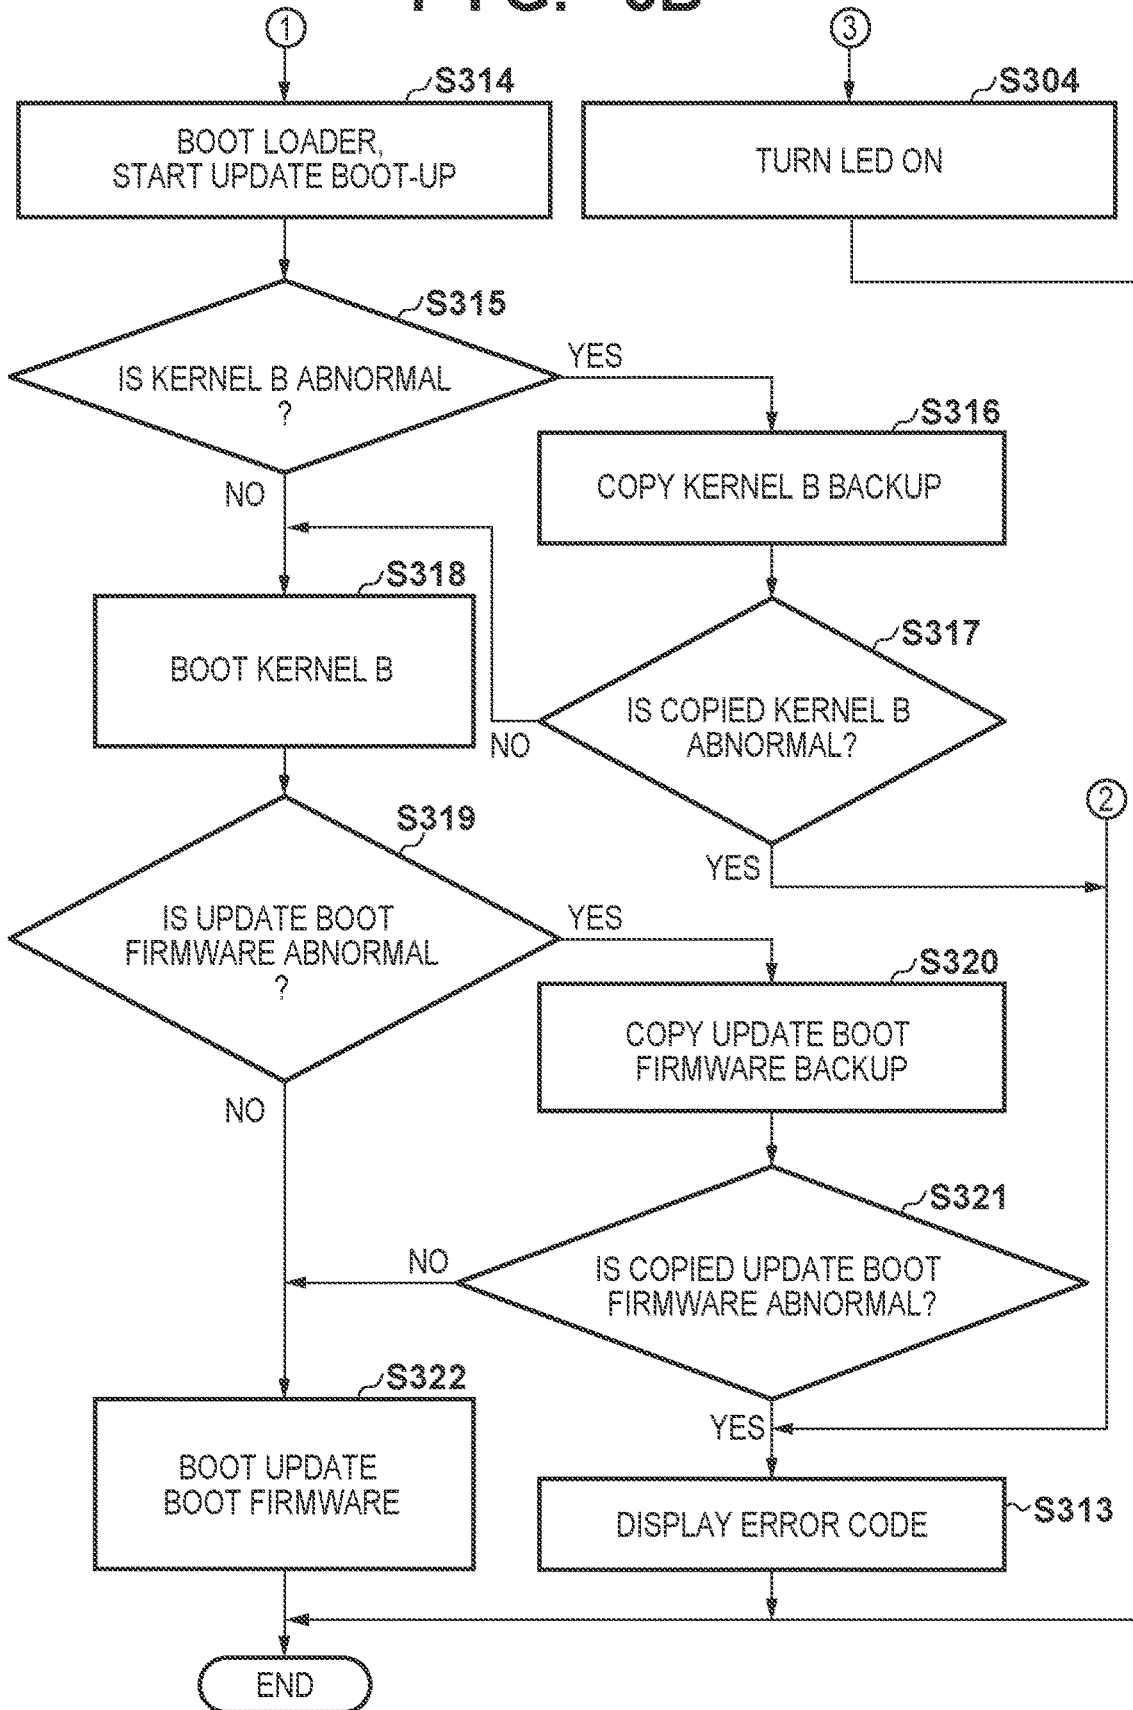 ①
③
S314
BOOT LOADER,
START UPDATE BOOT-UP
S304
TURN LED ON
S315
IS KERNEL B ABNORMAL
?
YES
NO
S316
COPY KERNEL B BACKUP
S318
BOOT KERNEL B
S317
IS COPIED KERNEL B
ABNORMAL?
NO
YES
②
S319
IS UPDATE BOOT
FIRMWARE ABNORMAL
?
YES
NO
S320
COPY UPDATE BOOT
FIRMWARE BACKUP
S321
IS COPIED UPDATE BOOT
FIRMWARE ABNORMAL?
NO
YES
S322
BOOT UPDATE
BOOT FIRMWARE
S313
DISPLAY ERROR CODE
END